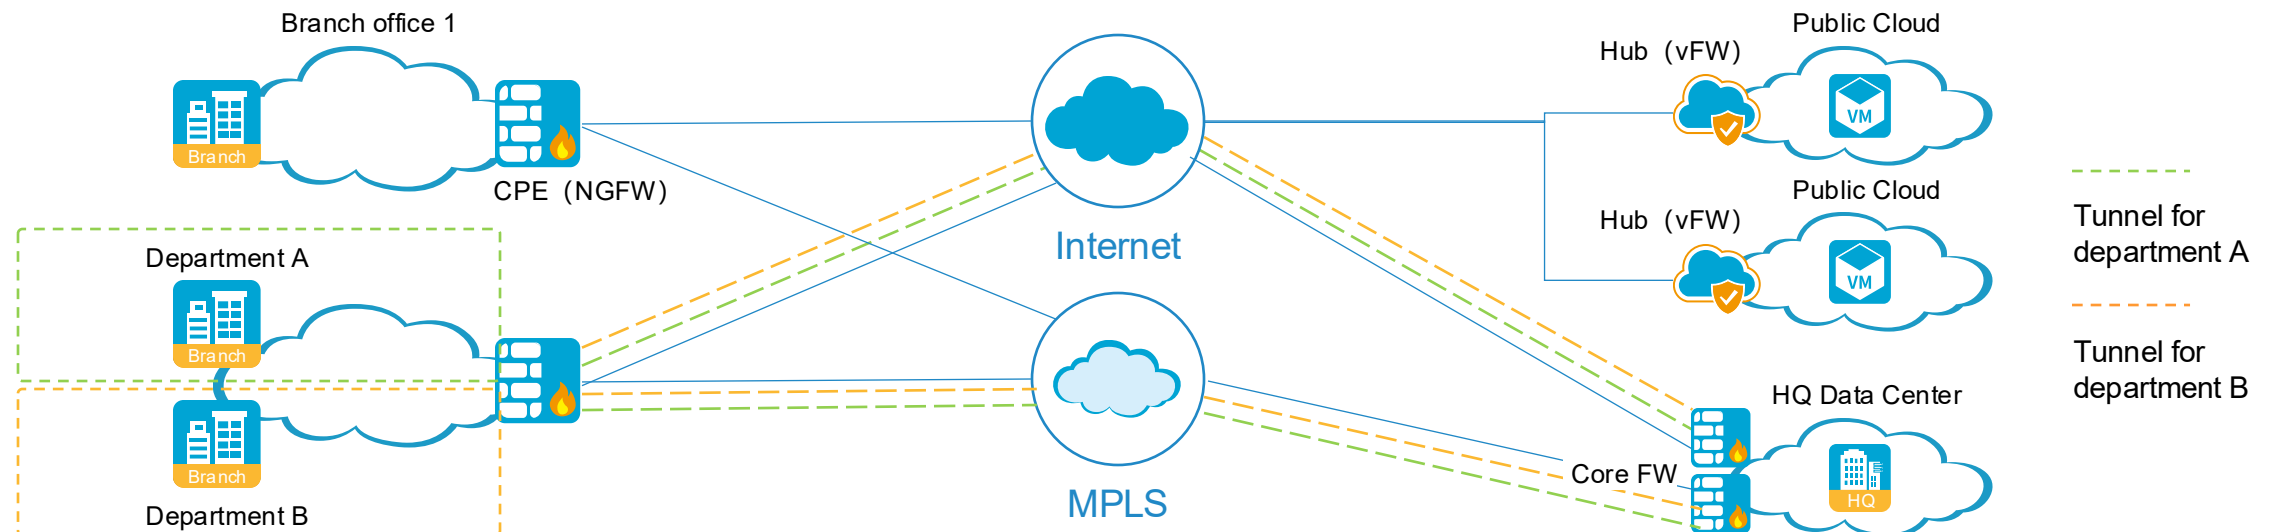 Branch office 1
Branch
CPE (NGFW)
Department A
Branch
Branch
Department B
Internet
MPLS
Public Cloud
Hub (vFW)
VM
Public Cloud
Hub (vFW)
VM
HQ Data Center
Core FW
HQ
Tunnel for
department A
Tunnel for
department B